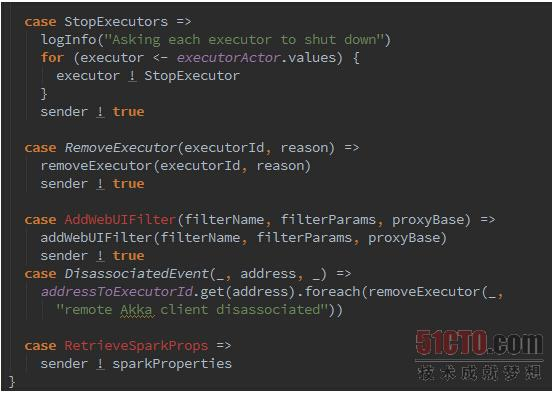 case StopExecutors =>
logInfo("Asking each executor to shut down")
for (executor <- executorActor.values) {
executor ! StopExecutor
}
sender ! true
case RemoveExecutor(executorId, reason) =>
removeExecutor(executorId, reason)
sender ! true
case AddWebUIFilter(filterName, filterParams, proxyBase) =>
addWebUIFilter(filterName, filterParams, proxyBase)
sender ! true
case DisassociatedEvent(_, address, _) =>
addressToExecutorId.get(address).foreach(removeExecutor(_,
"remote Akka client disassociated"))
case RetrieveSparkProps =>
sender ! sparkProperties
}
51CTO.com
技术成就梦想